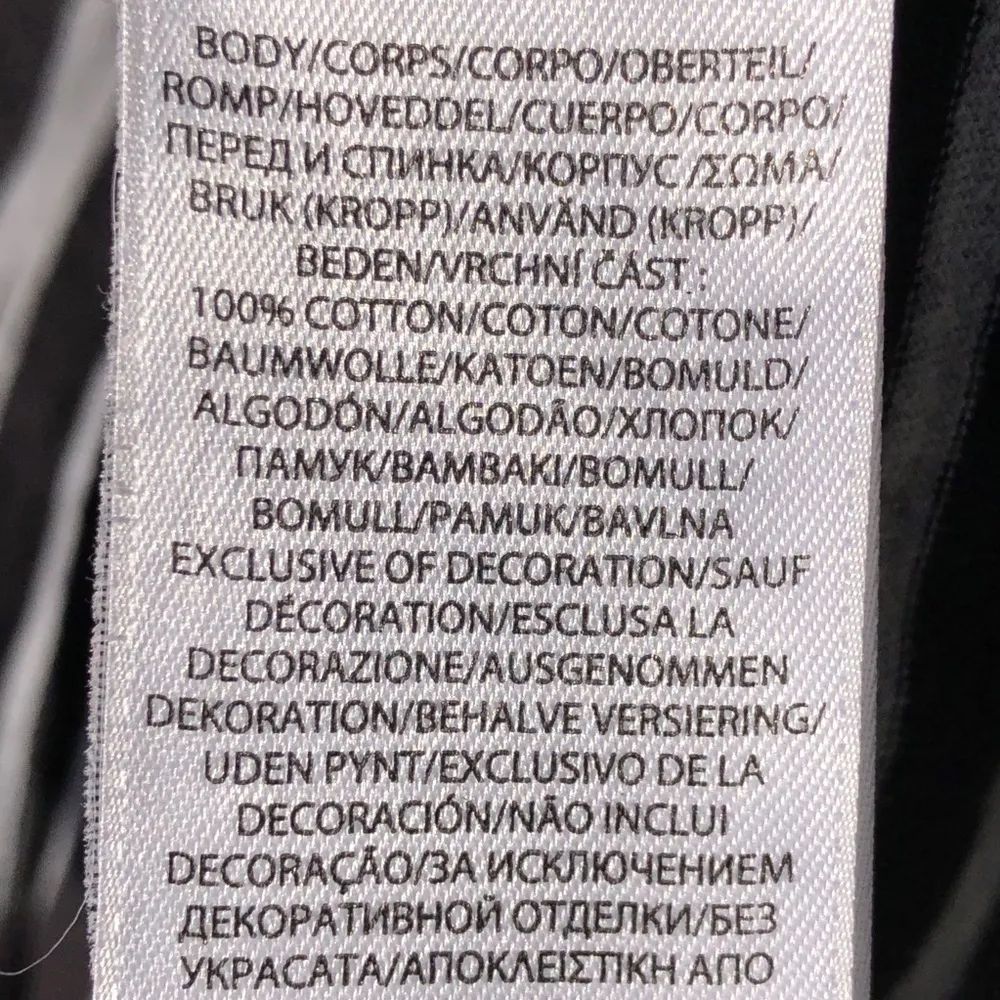 BODY/CORPS/CORPO/OBERTEIL/
ROMP/HOVEDDEL/CUERPO/CORPO/
ПЕРЕД И СПИНКА/КОРПУС /ΣΩΜΑ/
BRUK (KROPP)/ANVÄND (KROPP)/
BEDEN/VRCHNÍ ČÁST :
100% COTTON/COTON/COTONE/
BAUMWOLLE/KATOEN/BOMULD/
ALGODÓN/ALGODÃO/ХЛОПОК/
ПАМУК/ΒΑΜΒΑΚΙ/BOMULL/
BOMULL/PAMUK/BAVLNA
EXCLUSIVE OF DECORATION/SAUF
DÉCORATION/ESCLUSA LA
DECORAZIONE/AUSGENOMMEN
DEKORATION/BEHALVE VERSIERING/
UDEN PYNT/EXCLUSIVO DE LA
DECORACIÓN/NÃO INCLUI
DECORAÇÃO/ЗА ИСКЛЮЧЕНИЕМ
ДЕКОРАТИВНОЙ ОТДЕЛКИ/БЕЗ
УКРАСАТА/ΑΠΟΚΛΕΙΣΤΙΚΗ ΑΠΟ